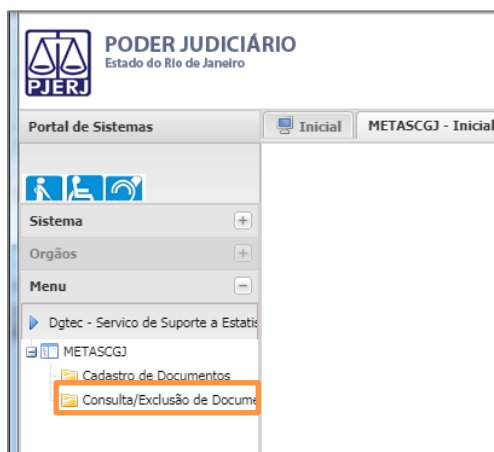 PODER JUDICIÁRIO
Estado do Rio de Janeiro
PJERJ
Portal de Sistemas
Inicial
METASCGJ - Inicial
Sistema
Orgãos
Menu
Dgtec - Servico de Suporte a Estatis
METASCGJ
Cadastro de Documentos
Consulta/Exclusão de Docume